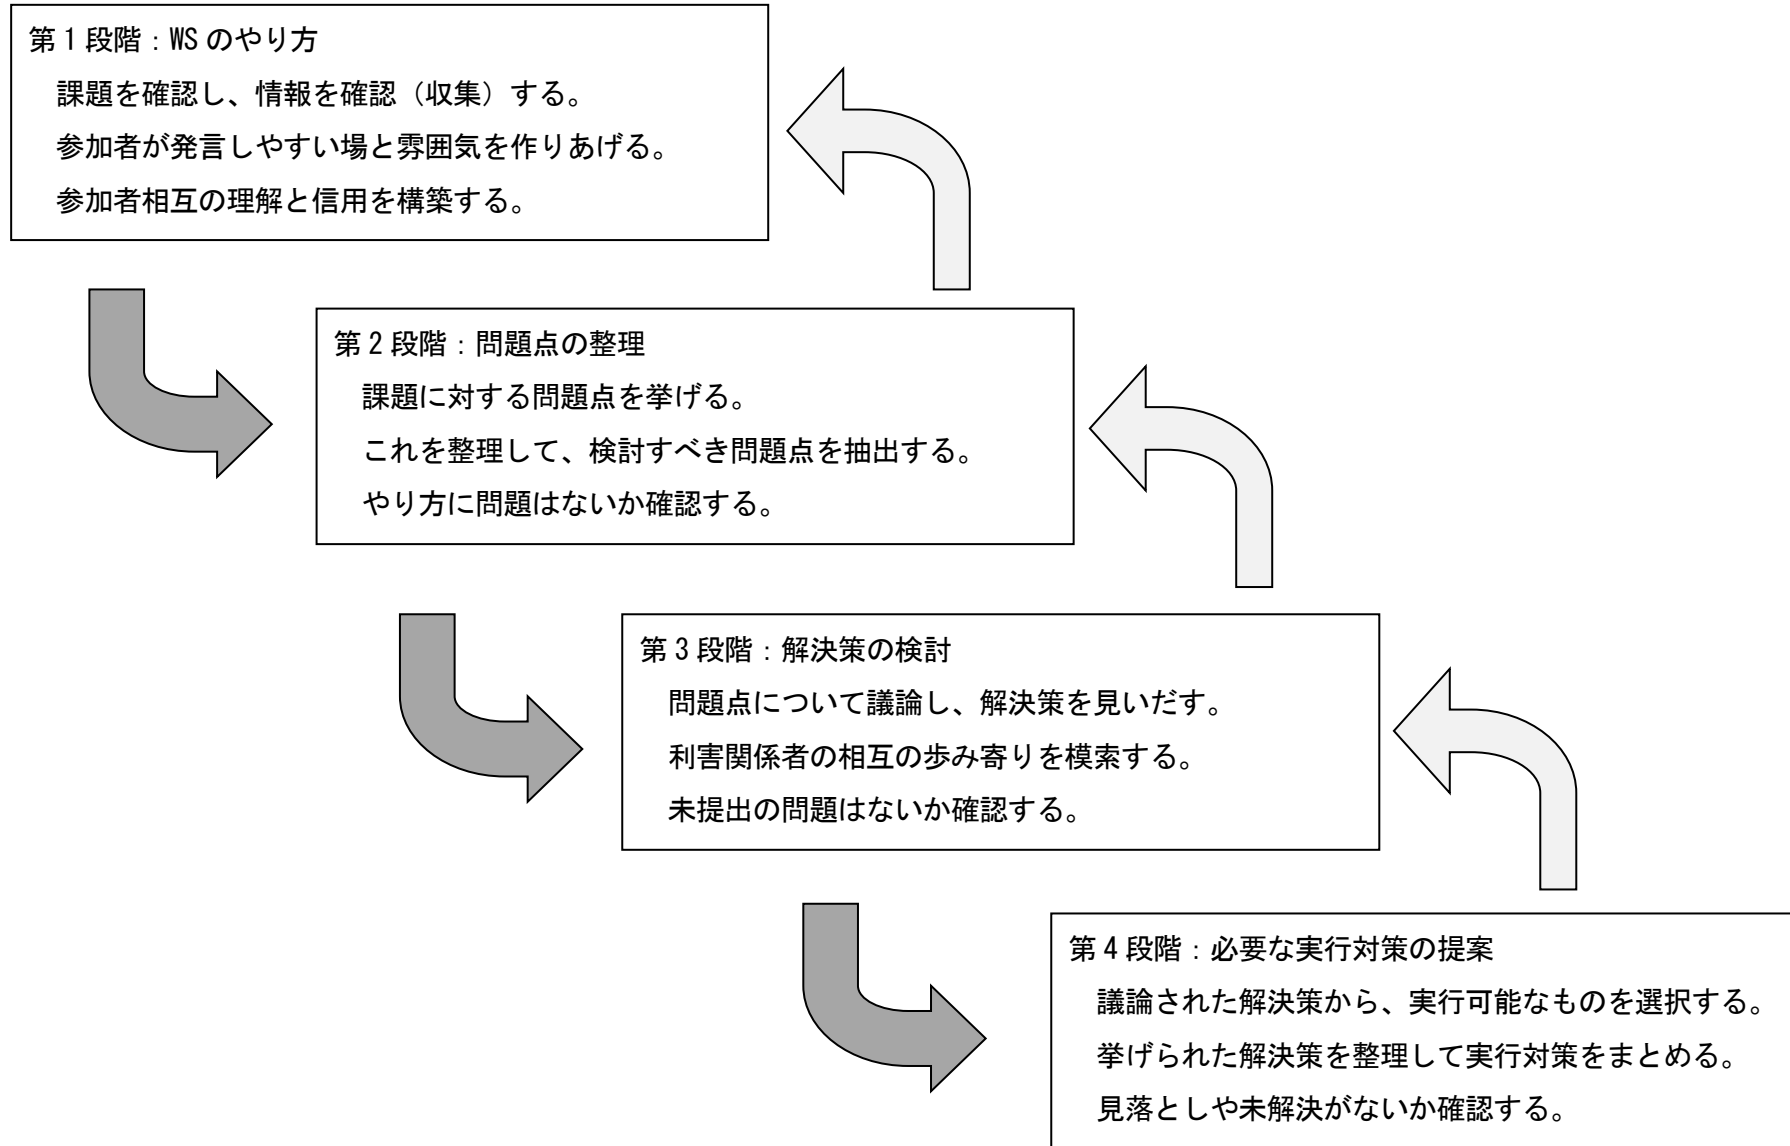 第1段階：WSのやり方
課題を確認し、情報を確認（収集）する。
参加者が発言しやすい場と雰囲気を作りあげる。
参加者相互の理解と信用を構築する。
第2段階：問題点の整理
課題に対する問題点を挙げる。
これを整理して、検討すべき問題点を抽出する。
やり方に問題はないか確認する。
第3段階：解決策の検討
問題点について議論し、解決策を見いだす。
利害関係者の相互の歩み寄りを模索する。
未提出の問題はないか確認する。
第4段階：必要な実行対策の提案
議論された解決策から、実行可能なものを選択する。
挙げられた解決策を整理して実行対策をまとめる。
見落としや未解決がないか確認する。